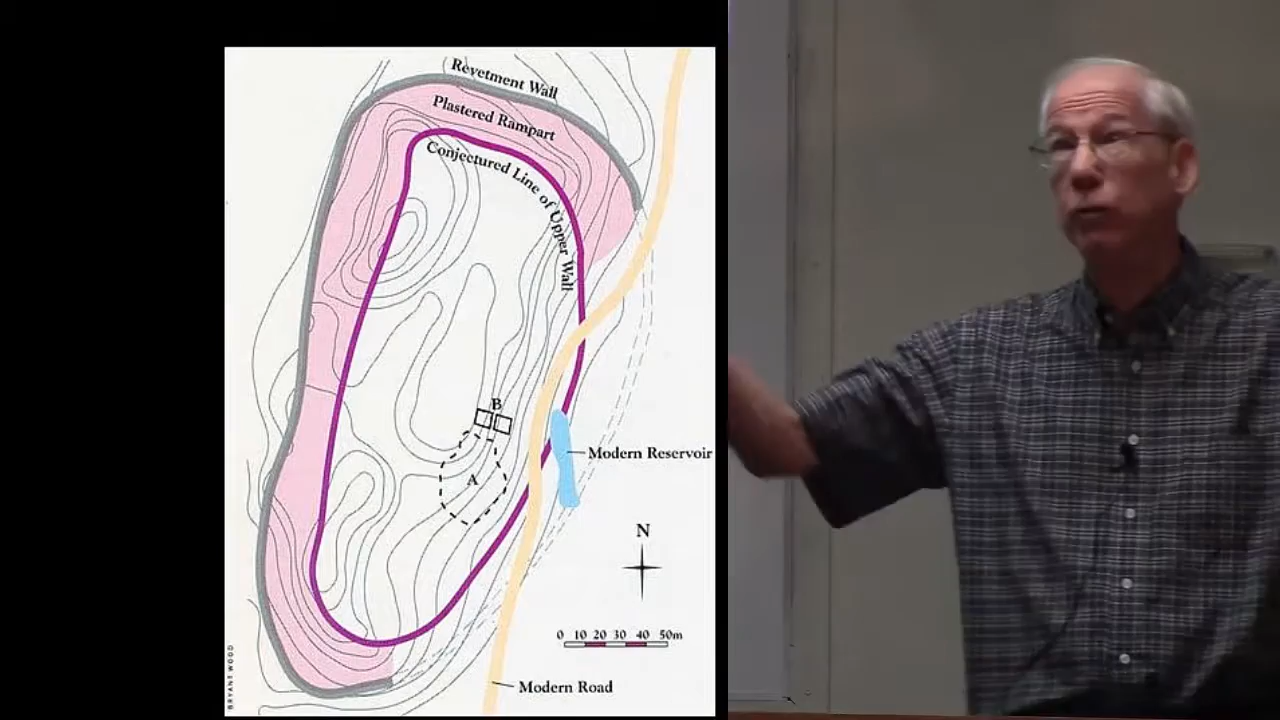 Revetment Wall
Plastered Rampart
Conjectured Line of Upper Wall
B
A
Modern Reservoir
N
0 10 20 30 40 50m
Modern Road
BRYANT WOOD